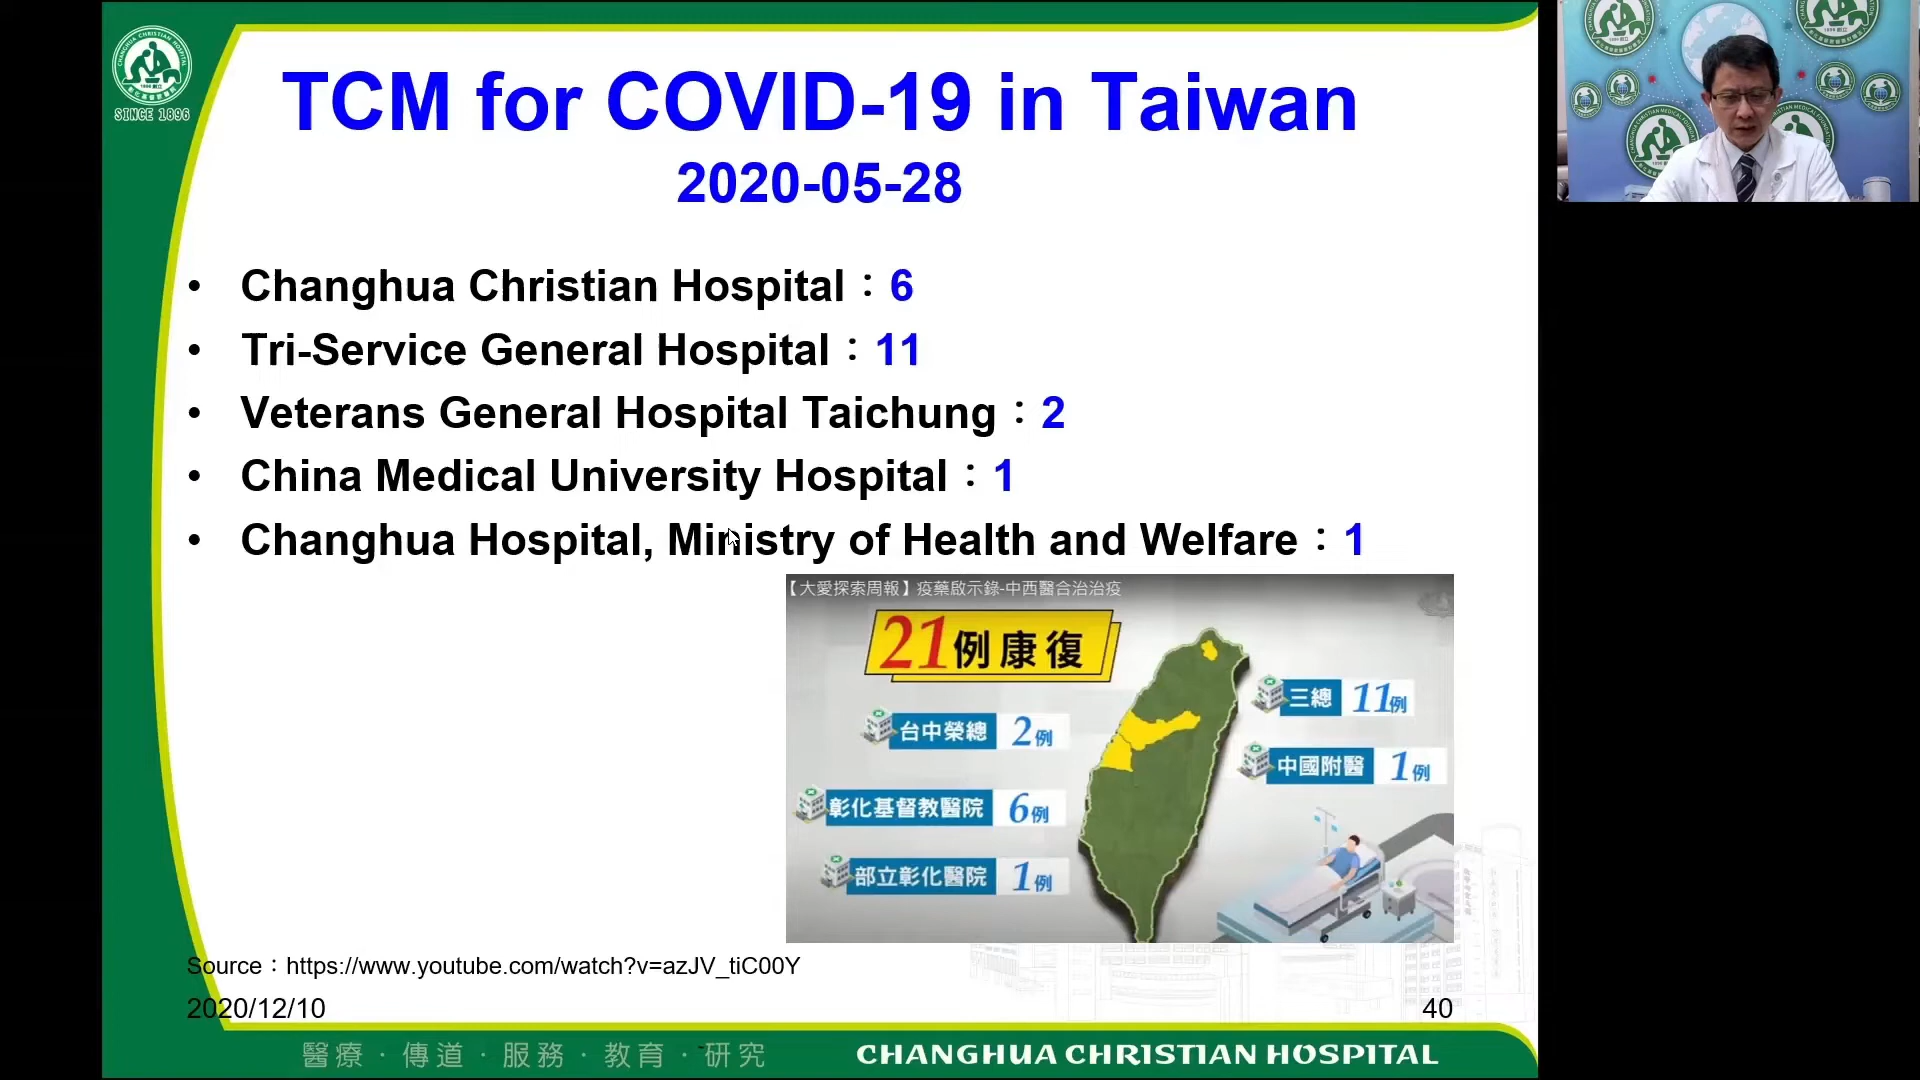 SINCE 1896
TCM for COVID-19 in Taiwan
2020-05-28
• Changhua Christian Hospital：6
• Tri-Service General Hospital：11
• Veterans General Hospital Taichung：2
• China Medical University Hospital：1
• Changhua Hospital, Ministry of Health and Welfare：1
【大愛探索周報】疫藥啟示錄-中西醫合治治疫
21例康復
三總 11例
台中榮總 2例
中國附醫 1例
彰化基督教醫院 6例
部立彰化醫院 1例
Source：https://www.youtube.com/watch?v=azJV_tiC00Y
2020/12/10
40
醫療 · 傳道 · 服務 · 教育 · 研究
CHANGHUA CHRISTIAN HOSPITAL